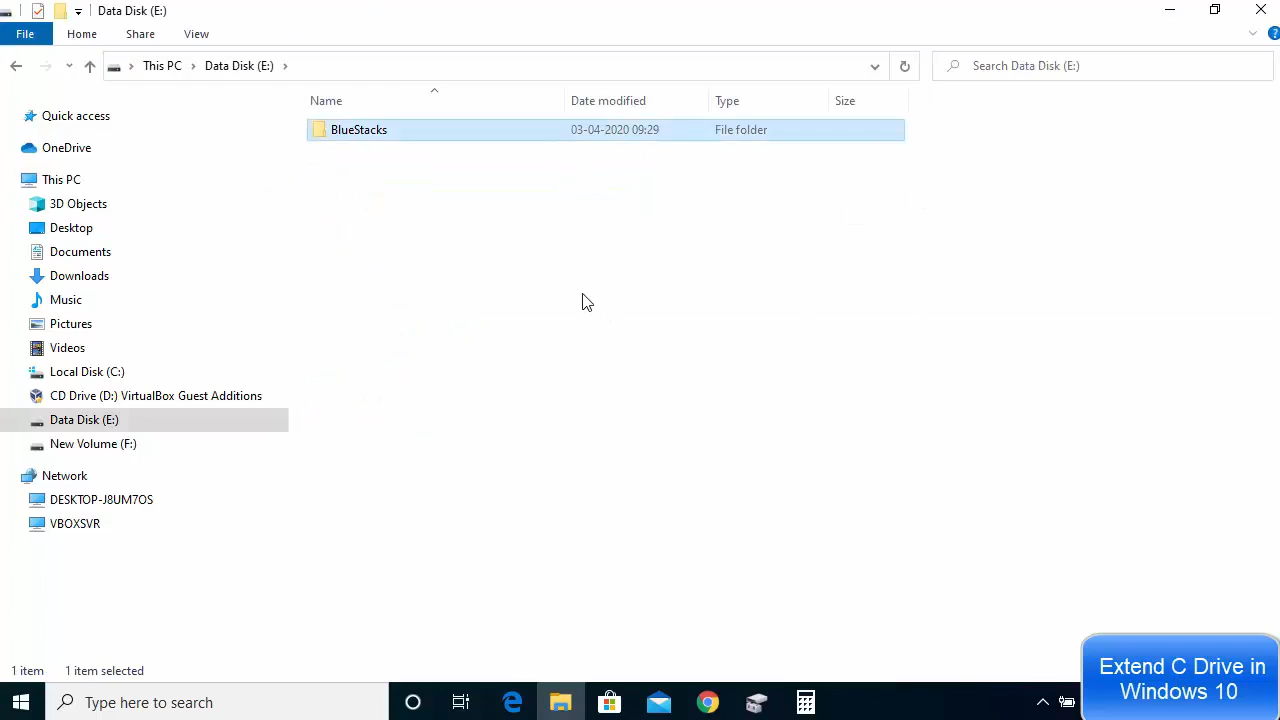 Data Disk (E:)
File
Home
Share
View
This PC
Data Disk (E:)
Search Data Disk (E:)
Name
Date modified
Type
Size
BlueStacks
03-04-2020 09:29
File folder
Quick access
OneDrive
This PC
3D Objects
Desktop
Documents
Downloads
Music
Pictures
Videos
Local Disk (C:)
CD Drive (D:) VirtualBox Guest Additions
Data Disk (E:)
New Volume (F:)
Network
DESKTOP-J8UM7OS
VBOXSVR
1 item
1 item selected
Type here to search
Extend C Drive in
Windows 10